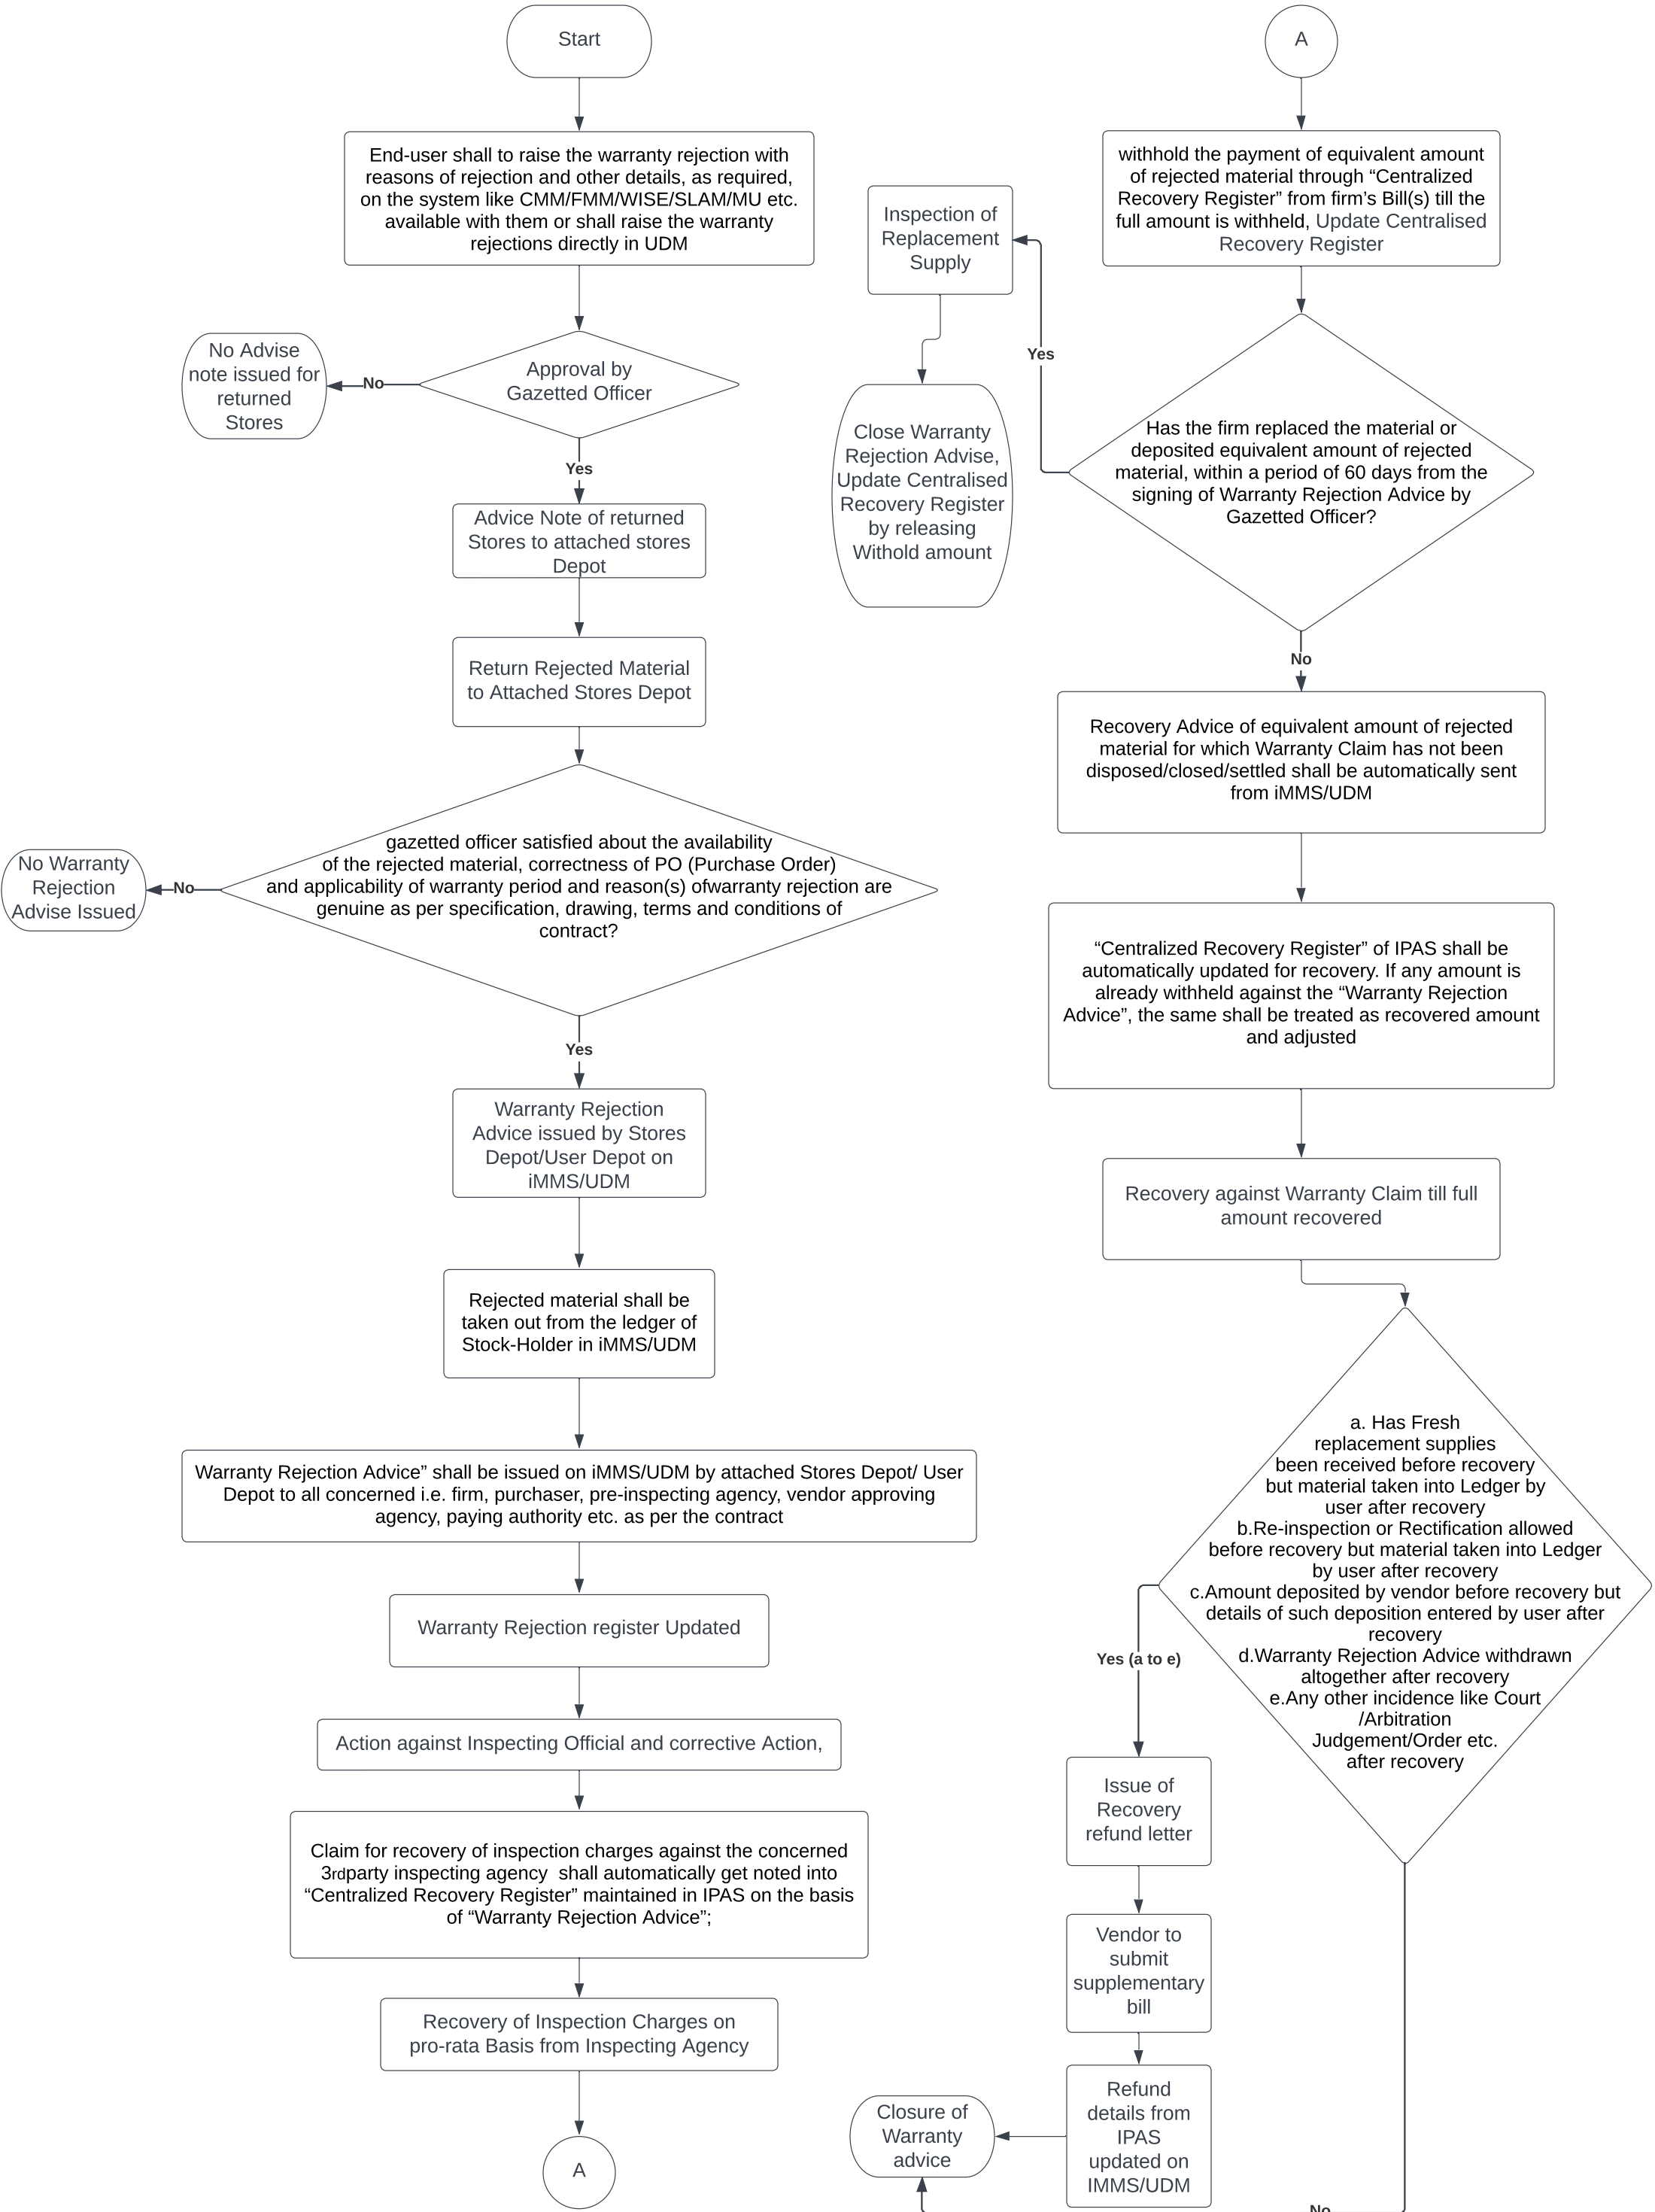 Start
End-user shall to raise the warranty rejection with
reasons of rejection and other details, as required,
on the system like CMM/FMM/WISE/SLAM/MU etc.
available with them or shall raise the warranty
rejections directly in UDM
Approval by
Gazetted Officer
No
No Advise
note issued for
returned
Stores
Yes
Advice Note of returned
Stores to attached stores
Depot
Return Rejected Material
to Attached Stores Depot
gazetted officer satisfied about the availability
of the rejected material, correctness of PO (Purchase Order)
and applicability of warranty period and reason(s) ofwarranty rejection are
genuine as per specification, drawing, terms and conditions of
contract?
No
No Warranty
Rejection
Advise Issued
Yes
Warranty Rejection
Advice issued by Stores
Depot/User Depot on
iMMS/UDM
Rejected material shall be
taken out from the ledger of
Stock-Holder in iMMS/UDM
Warranty Rejection Advice” shall be issued on iMMS/UDM by attached Stores Depot/ User
Depot to all concerned i.e. firm, purchaser, pre-inspecting agency, vendor approving
agency, paying authority etc. as per the contract
Warranty Rejection register Updated
Action against Inspecting Official and corrective Action,
Claim for recovery of inspection charges against the concerned
3rdparty inspecting agency  shall automatically get noted into
“Centralized Recovery Register” maintained in IPAS on the basis
of “Warranty Rejection Advice”;
Recovery of Inspection Charges on
pro-rata Basis from Inspecting Agency
A
A
withhold the payment of equivalent amount
of rejected material through “Centralized
Recovery Register” from firm’s Bill(s) till the
full amount is withheld, Update Centralised
Recovery Register
Has the firm replaced the material or
deposited equivalent amount of rejected
material, within a period of 60 days from the
signing of Warranty Rejection Advice by
Gazetted Officer?
Yes
Inspection of
Replacement
Supply
Close Warranty
Rejection Advise,
Update Centralised
Recovery Register
by releasing
Withold amount
No
Recovery Advice of equivalent amount of rejected
material for which Warranty Claim has not been
disposed/closed/settled shall be automatically sent
from iMMS/UDM
“Centralized Recovery Register” of IPAS shall be
automatically updated for recovery. If any amount is
already withheld against the “Warranty Rejection
Advice”, the same shall be treated as recovered amount
and adjusted
Recovery against Warranty Claim till full
amount recovered
a. Has Fresh
replacement supplies
been received before recovery
but material taken into Ledger by
user after recovery
b.Re-inspection or Rectification allowed
before recovery but material taken into Ledger
by user after recovery
c.Amount deposited by vendor before recovery but
details of such deposition entered by user after
recovery
d.Warranty Rejection Advice withdrawn
altogether after recovery
e.Any other incidence like Court
/Arbitration
Judgement/Order etc.
after recovery
Yes (a to e)
Issue of
Recovery
refund letter
Vendor to
submit
supplementary
bill
Refund
details from
IPAS
updated on
IMMS/UDM
Closure of
Warranty
advice
No